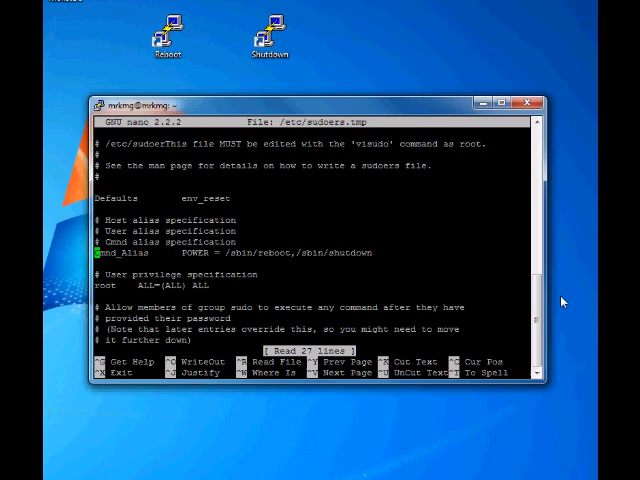 Reboot
Shutdown
mrkmg@mrkmg: ~
GNU nano 2.2.2 File: /etc/sudoers.tmp
# /etc/sudoerThis file MUST be edited with the 'visudo' command as root.
#
# See the man page for details on how to write a sudoers file.
#
Defaults env_reset
# Host alias specification
# User alias specification
# Cmnd alias specification
Cmnd_Alias POWER = /sbin/reboot,/sbin/shutdown
# User privilege specification
root ALL=(ALL) ALL
# Allow members of group sudo to execute any command after they have
# provided their password
# (Note that later entries override this, so you might need to move
# it further down)
[ Read 27 lines ]
^G Get Help ^O WriteOut ^R Read File ^Y Prev Page ^K Cut Text ^C Cur Pos
^X Exit ^J Justify ^W Where Is ^V Next Page ^U UnCut Text ^T To Spell